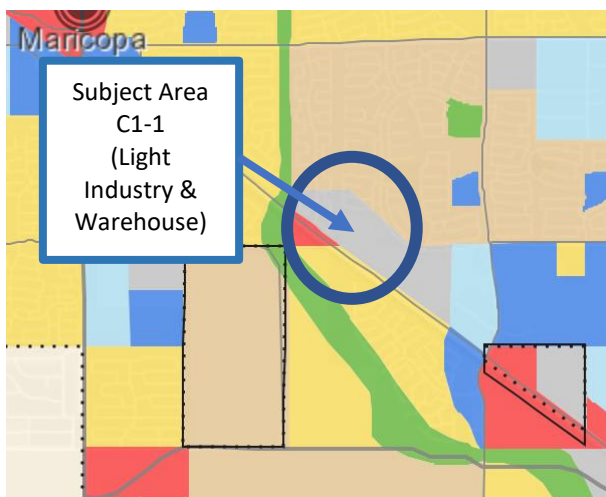 Maricopa
Subject Area
C1-1
(Light
Industry &
Warehouse)